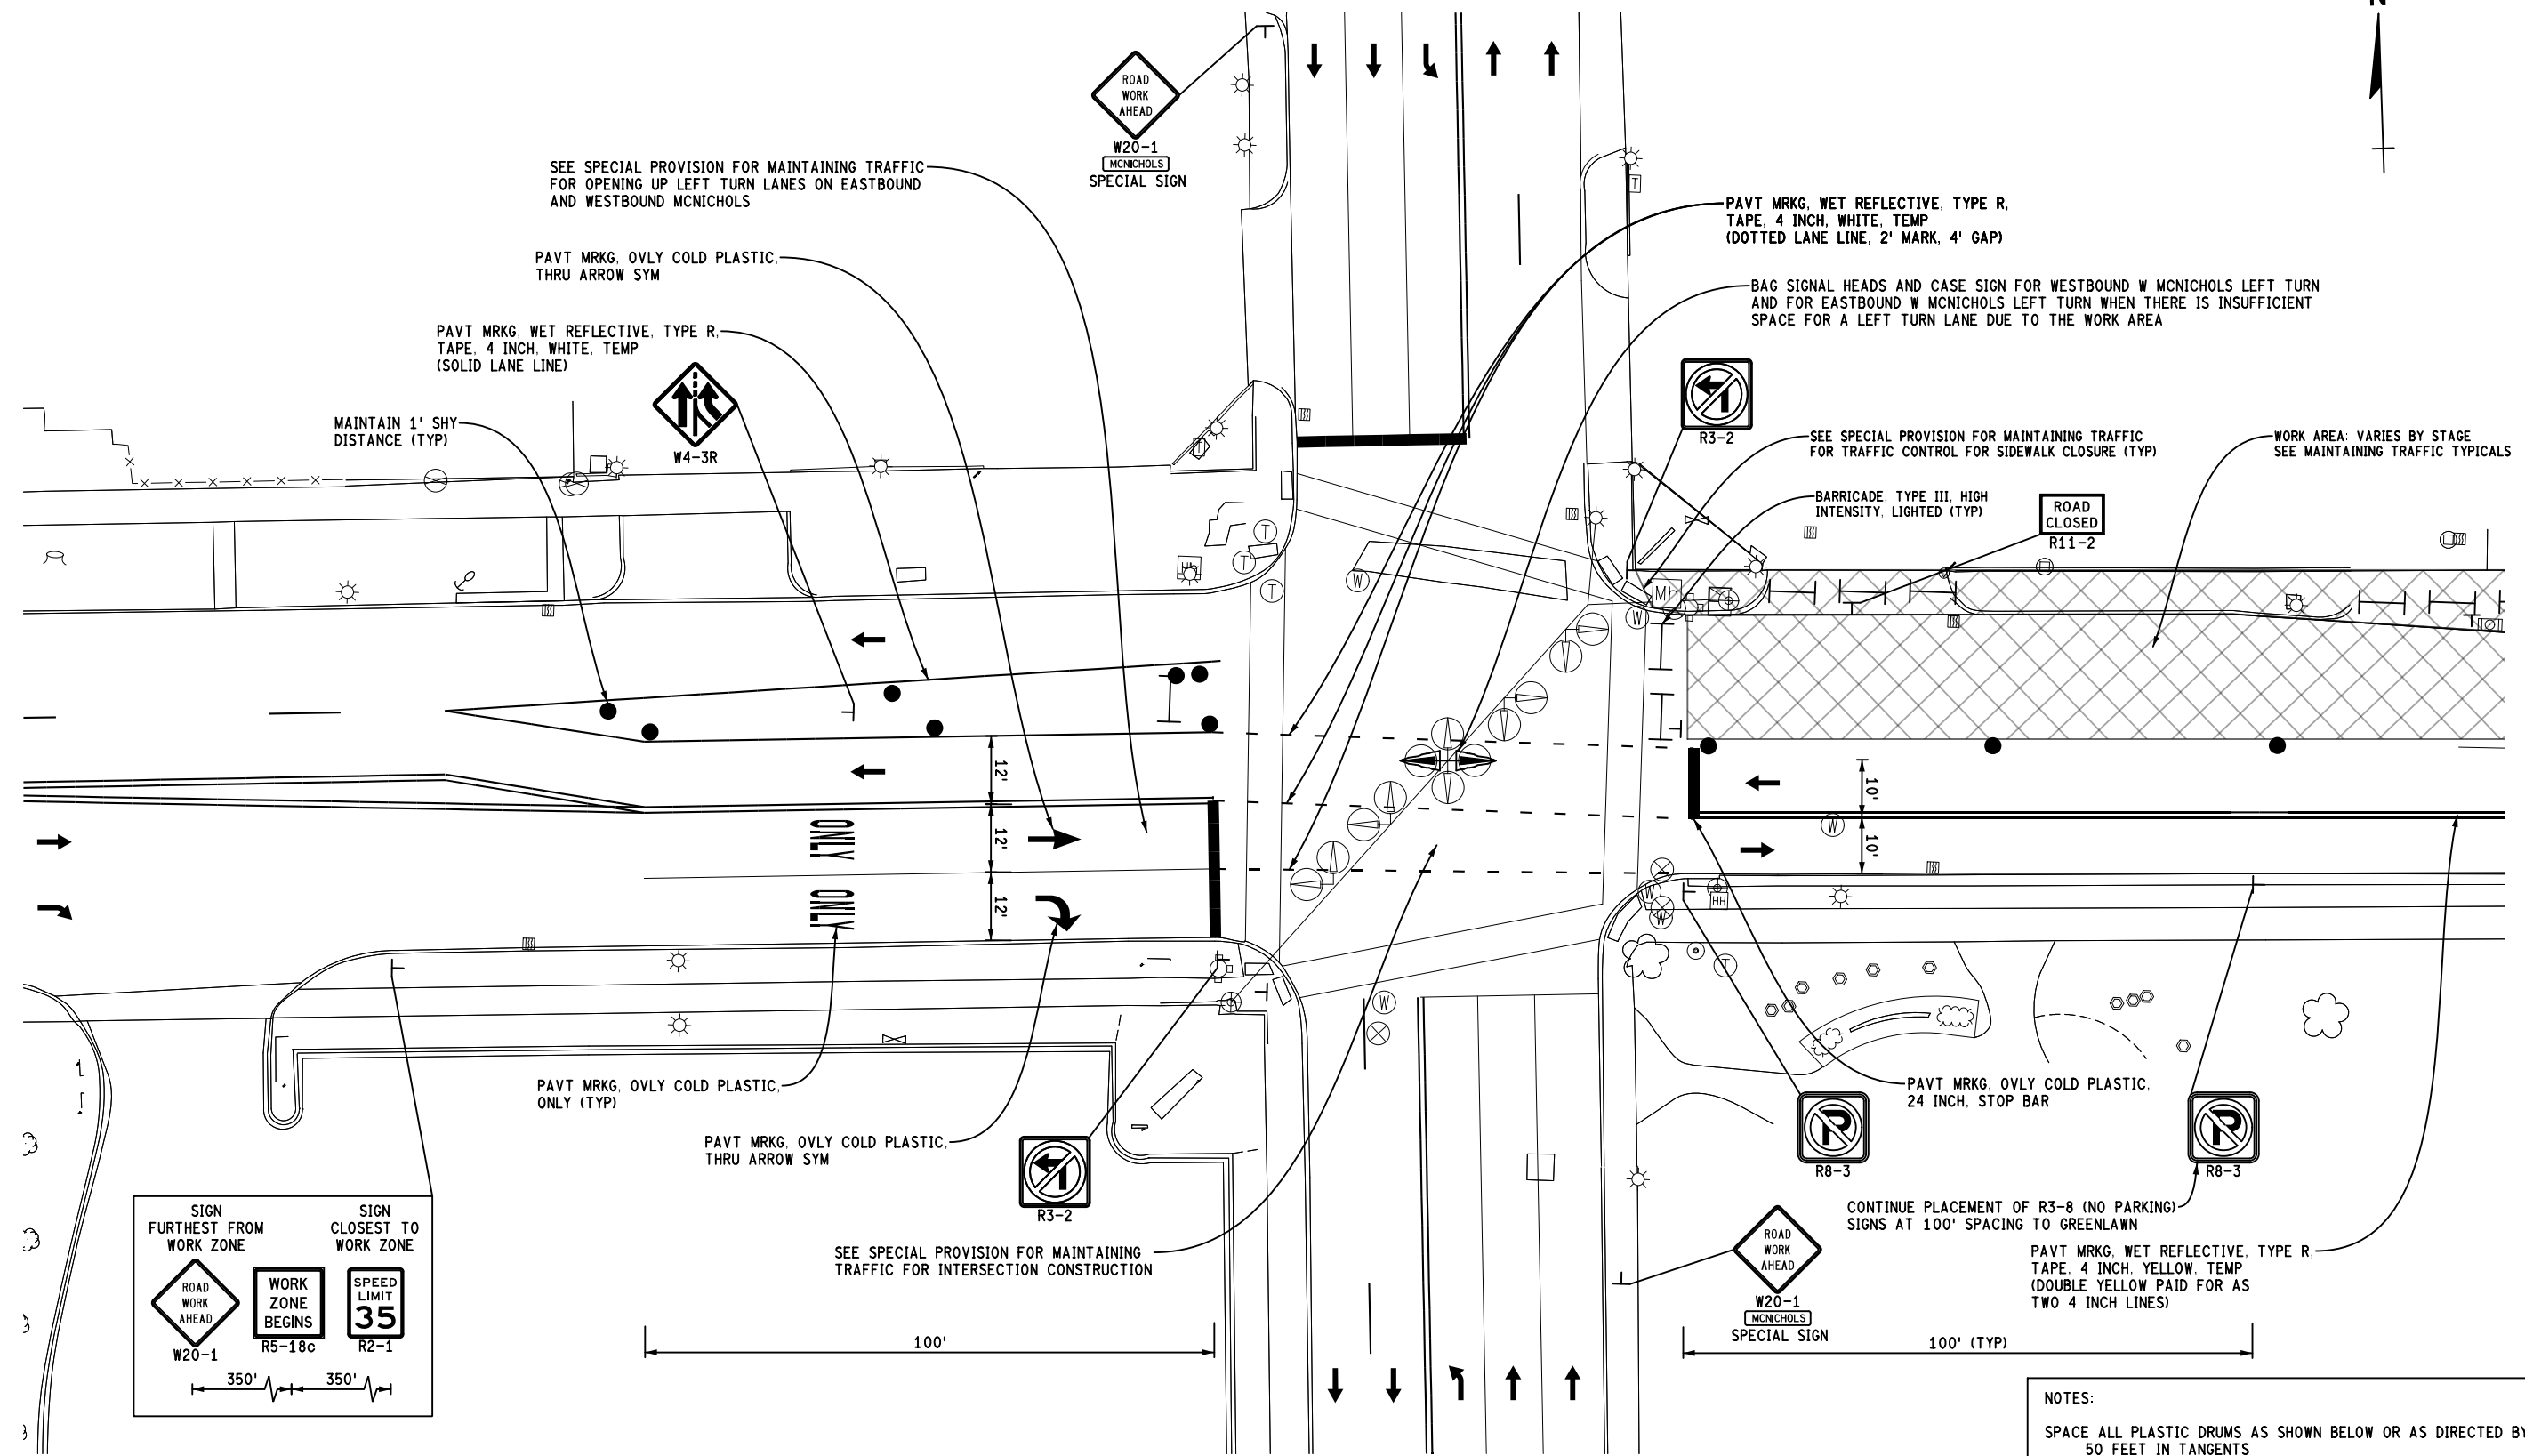 N
ROAD
WORK
AHEAD
W20-1
MCNICHOLS
SPECIAL SIGN
SEE SPECIAL PROVISION FOR MAINTAINING TRAFFIC
FOR OPENING UP LEFT TURN LANES ON EASTBOUND
AND WESTBOUND MCNICHOLS
PAVT MRKG, OVLY COLD PLASTIC,
THRU ARROW SYM
PAVT MRKG, WET REFLECTIVE, TYPE R,
TAPE, 4 INCH, WHITE, TEMP
(SOLID LANE LINE)
W4-3R
MAINTAIN 1' SHY
DISTANCE (TYP)
PAVT MRKG, WET REFLECTIVE, TYPE R,
TAPE, 4 INCH, WHITE, TEMP
(DOTTED LANE LINE, 2' MARK, 4' GAP)
BAG SIGNAL HEADS AND CASE SIGN FOR WESTBOUND W MCNICHOLS LEFT TURN
AND FOR EASTBOUND W MCNICHOLS LEFT TURN WHEN THERE IS INSUFFICIENT
SPACE FOR A LEFT TURN LANE DUE TO THE WORK AREA
R3-2
SEE SPECIAL PROVISION FOR MAINTAINING TRAFFIC
FOR TRAFFIC CONTROL FOR SIDEWALK CLOSURE (TYP)
WORK AREA: VARIES BY STAGE
SEE MAINTAINING TRAFFIC TYPICALS
BARRICADE, TYPE III, HIGH
INTENSITY, LIGHTED (TYP)
ROAD
CLOSED
R11-2
T
T
T
T
T
W
W
Mh
HH
12'
12'
12'
10'
10'
W
W
W
HH
T
W
ONLY
ONLY
PAVT MRKG, OVLY COLD PLASTIC,
ONLY (TYP)
PAVT MRKG, OVLY COLD PLASTIC,
THRU ARROW SYM
R3-2
SEE SPECIAL PROVISION FOR MAINTAINING
TRAFFIC FOR INTERSECTION CONSTRUCTION
PAVT MRKG, OVLY COLD PLASTIC,
24 INCH, STOP BAR
P
R8-3
P
R8-3
CONTINUE PLACEMENT OF R3-8 (NO PARKING)
SIGNS AT 100' SPACING TO GREENLAWN
PAVT MRKG, WET REFLECTIVE, TYPE R,
TAPE, 4 INCH, YELLOW, TEMP
(DOUBLE YELLOW PAID FOR AS
TWO 4 INCH LINES)
ROAD
WORK
AHEAD
W20-1
MCNICHOLS
SPECIAL SIGN
SIGN
FURTHEST FROM
WORK ZONE
SIGN
CLOSEST TO
WORK ZONE
ROAD
WORK
AHEAD
W20-1
WORK
ZONE
BEGINS
R5-18c
SPEED
LIMIT
35
R2-1
350'
350'
100'
100' (TYP)
NOTES:
SPACE ALL PLASTIC DRUMS AS SHOWN BELOW OR AS DIRECTED BY
50 FEET IN TANGENTS